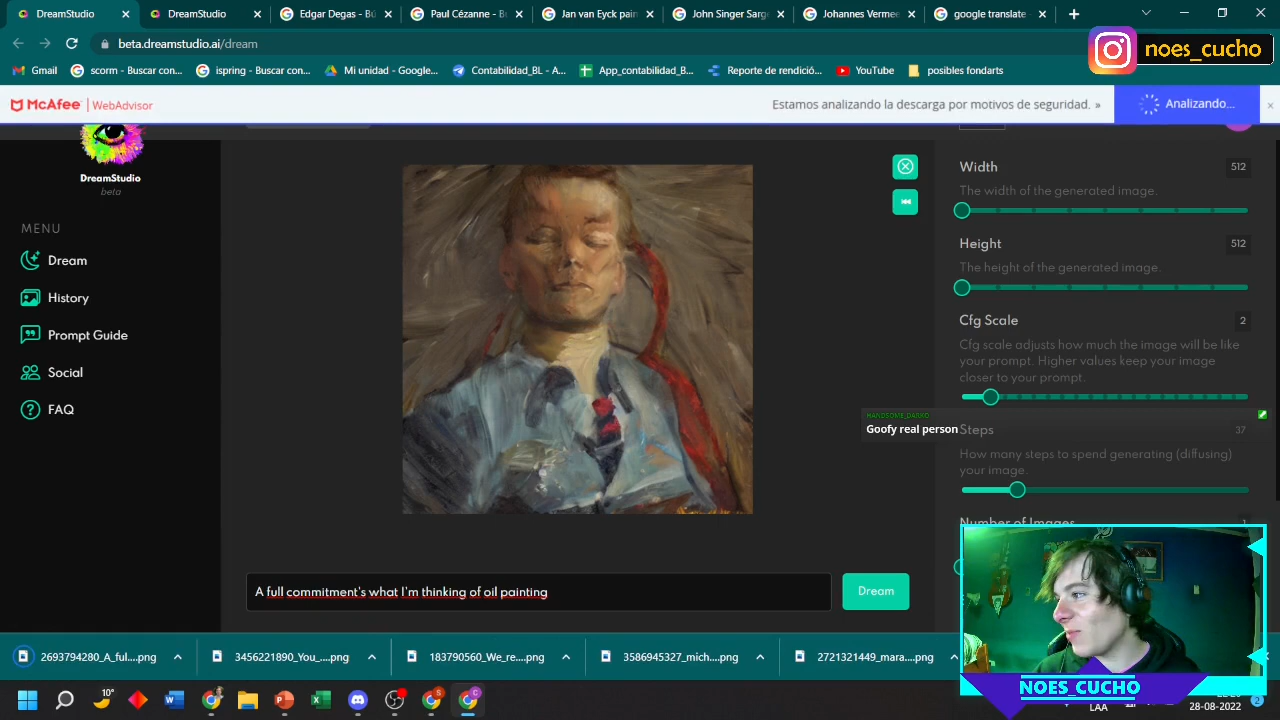 DreamStudio
DreamStudio
Edgar Degas - Bú
Paul Cézanne - Bú
Jan van Eyck pain
John Singer Sarge
Johannes Vermee
google translate -
beta.dreamstudio.ai/dream
noes_cucho
Gmail
scorm - Buscar con...
ispring - Buscar con...
Mi unidad - Google...
Contabilidad_BL - A...
App_contabilidad_B...
Reporte de rendició...
YouTube
posibles fondarts
McAfee | WebAdvisor
Estamos analizando la descarga por motivos de seguridad. »
Analizando...
DreamStudio
beta
MENU
Dream
History
Prompt Guide
Social
FAQ
Width
512
The width of the generated image.
Height
512
The height of the generated image.
Cfg Scale
2
Cfg scale adjusts how much the image will be like
your prompt. Higher values keep your image
closer to your prompt.
HANDSOME_DARKO
Goofy real person
Steps
37
How many steps to spend generating (diffusing)
your image.
Number of Images
1
A full commitment's what I'm thinking of oil painting
Dream
2693794280_A_ful....png
3456221890_You_....png
183790560_We_re....png
3586945327_mich....png
2721321449_mara....png
10°
NOES_CUCHO
LAA
28-08-2022
2